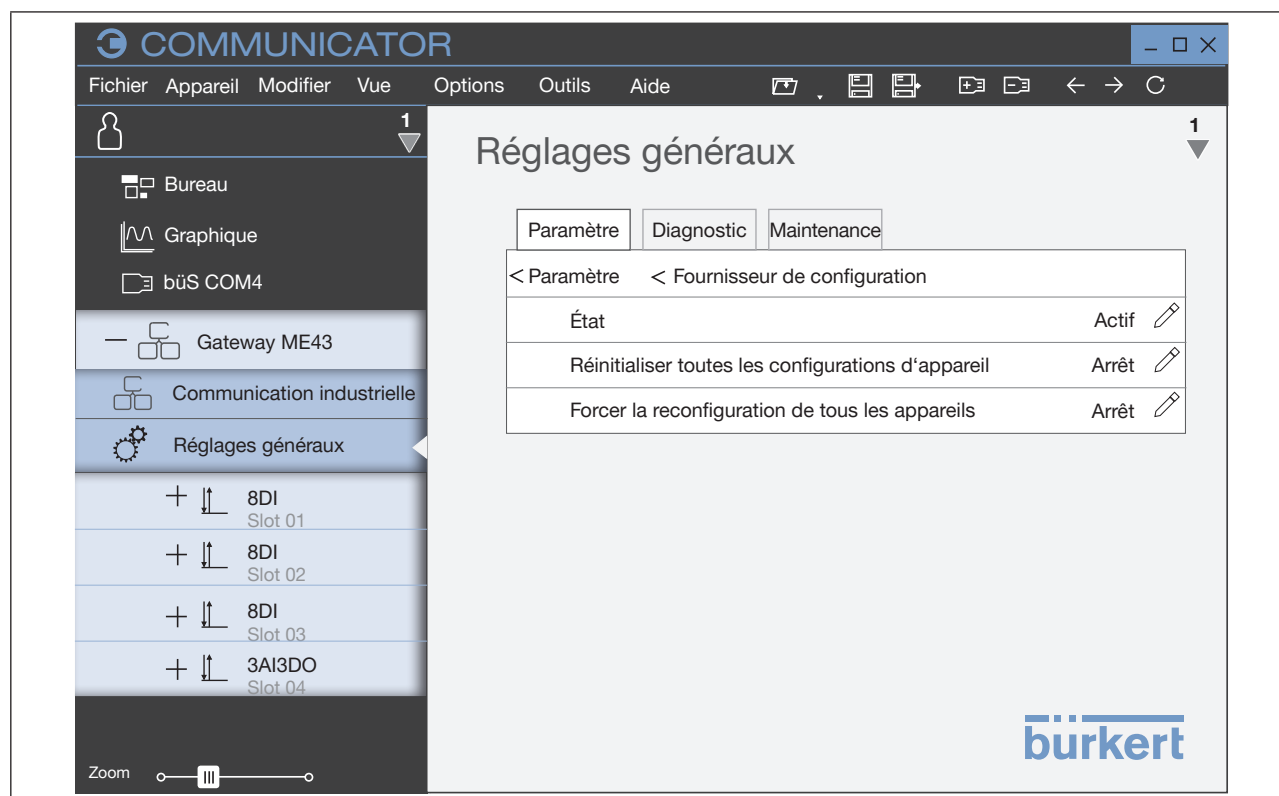 COMMUNICATOR
Fichier Appareil Modifier Vue Options Outils Aide
1
Bureau
Graphique
büS COM4
Gateway ME43
Communication industrielle
Réglages généraux
8DI
Slot 01
8DI
Slot 02
8DI
Slot 03
3AI3DO
Slot 04
Zoom
Réglages généraux
1
Paramètre Diagnostic Maintenance
< Paramètre < Fournisseur de configuration
État Actif
Réinitialiser toutes les configurations d‘appareil Arrêt
Forcer la reconfiguration de tous les appareils Arrêt
bürkert